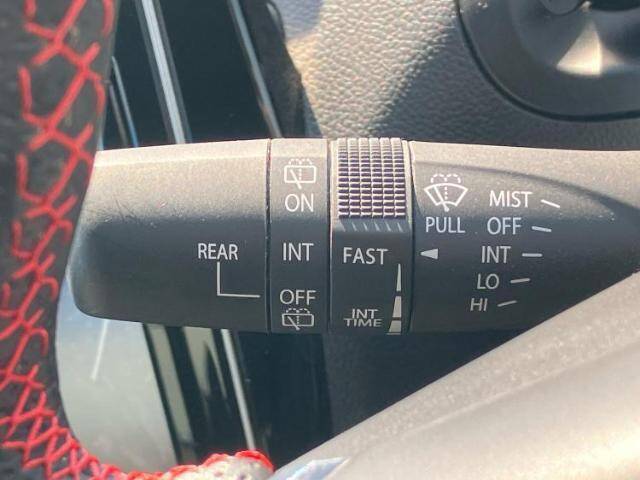 REAR
ON
INT
OFF
FAST
INT
TIME
PULL
MIST
OFF
INT
LO
HI